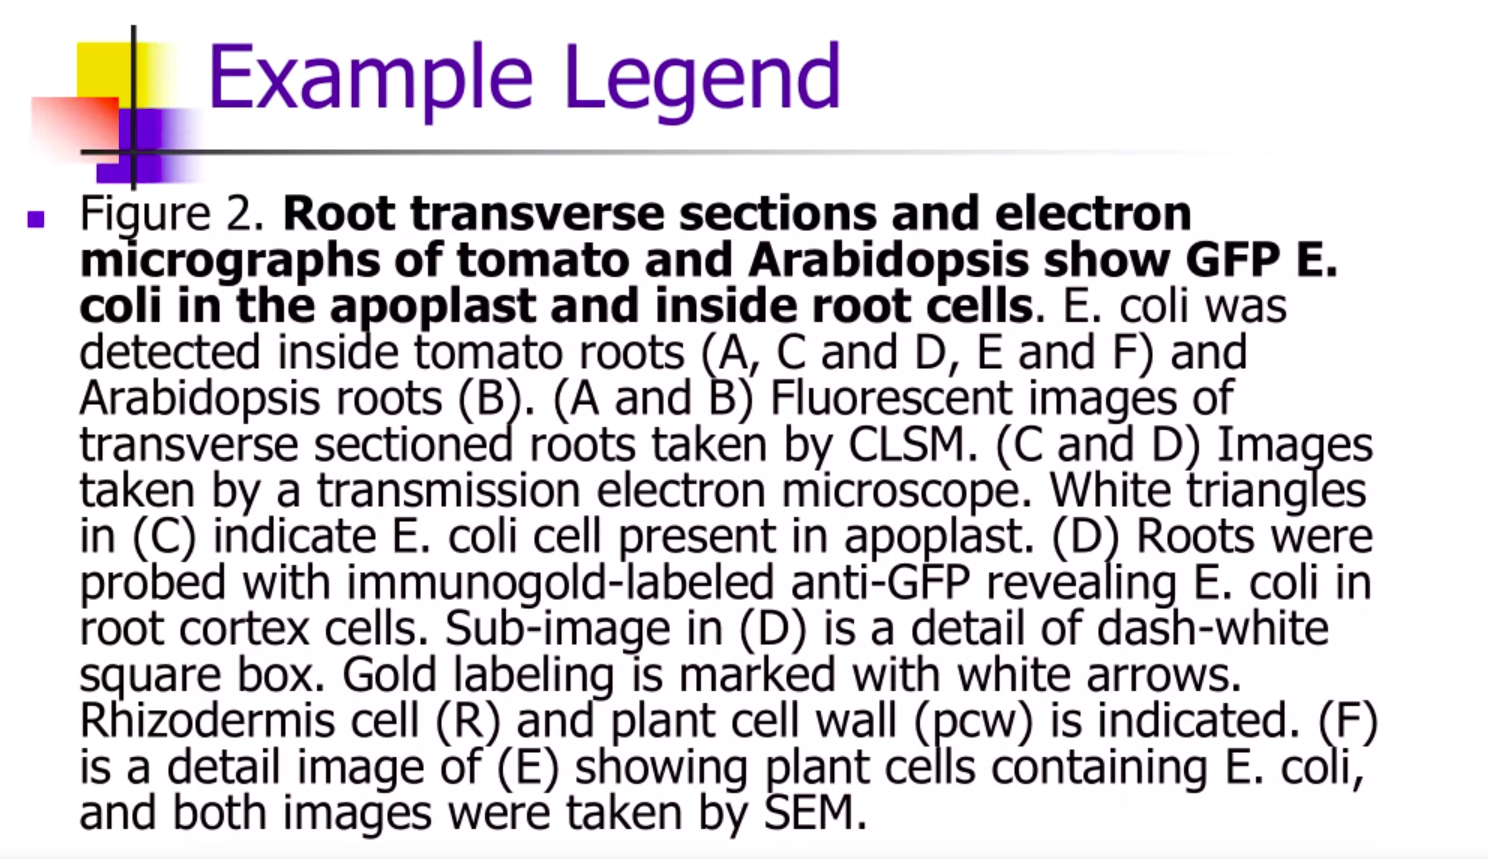 Example Legend
Figure 2. Root transverse sections and electron
micrographs of tomato and Arabidopsis show GFP E.
coli in the apoplast and inside root cells. E. coli was
detected inside tomato roots (A, C and D, E and F) and
Arabidopsis roots (B). (A and B) Fluorescent images of
transverse sectioned roots taken by CLSM. (C and D) Images
taken by a transmission electron microscope. White triangles
in (C) indicate E. coli cell present in apoplast. (D) Roots were
probed with immunogold-labeled anti-GFP revealing E. coli in
root cortex cells. Sub-image in (D) is a detail of dash-white
square box. Gold labeling is marked with white arrows.
Rhizodermis cell (R) and plant cell wall (pcw) is indicated. (F)
is a detail image of (E) showing plant cells containing E. coli,
and both images were taken by SEM.